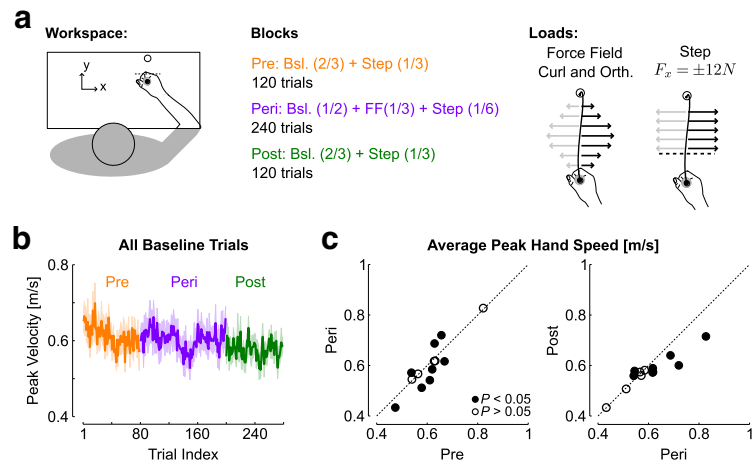 a
Workspace:
y
x
Blocks
Pre: Bsl. (2/3) + Step (1/3)
120 trials
Peri: Bsl. (1/2) + FF(1/3) + Step (1/6)
240 trials
Post: Bsl. (2/3) + Step (1/3)
120 trials
Loads:
Force Field
Curl and Orth.
Step
Fₓ = ±12N
b
All Baseline Trials
Peak Velocity [m/s]
0.8
0.6
0.4
Pre
Peri
Post
1
80
160
240
Trial Index
c
Average Peak Hand Speed [m/s]
Peri
1
0.8
0.6
0.4
0.4
0.6
0.8
1
Pre
P < 0.05
P > 0.05
Post
1
0.8
0.6
0.4
0.4
0.6
0.8
1
Peri